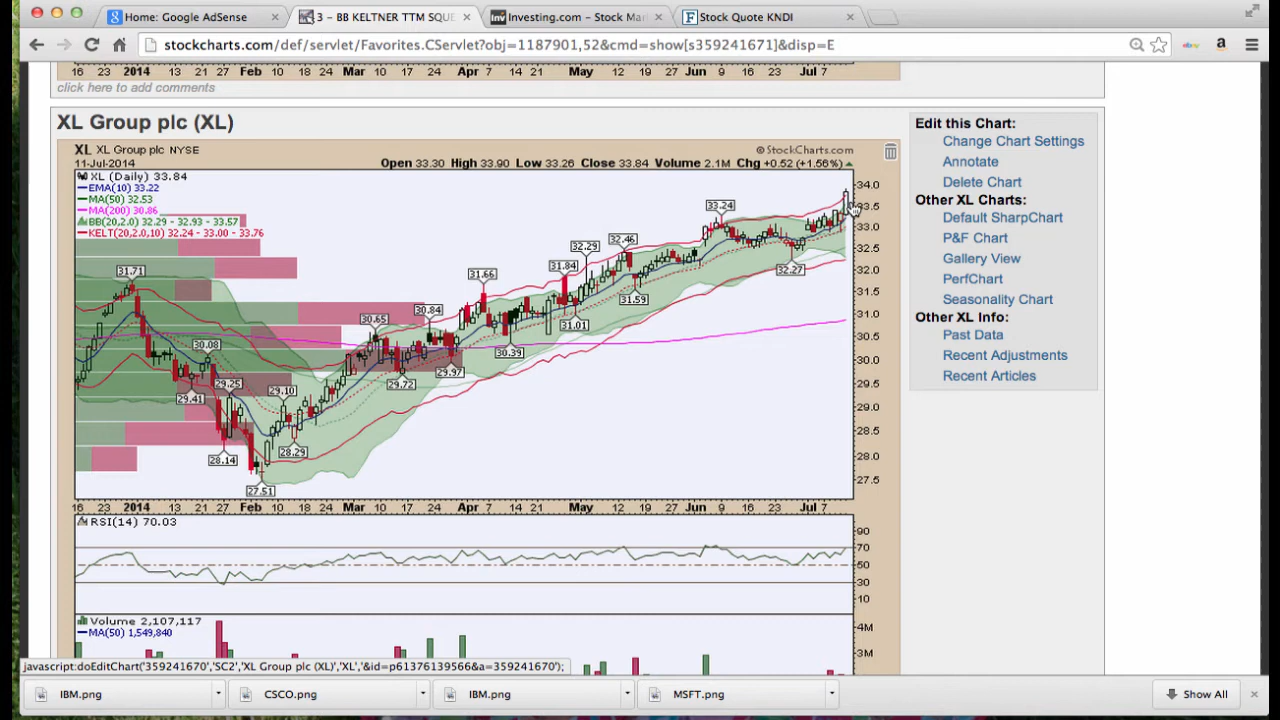 Home: Google AdSense
3 – BB KELTNER TTM SQUE
Investing.com – Stock Mar
Stock Quote KNDI
stockcharts.com/def/servlet/Favorites.CServlet?obj=1187901,52&cmd=show[s359241671]&disp=E
16 23 2014 13 21 27 Feb 10 18 24 Mar 10 17 24 Apr 7 14 21 May 12 19 27 Jun 9 16 23 Jul 7
click here to add comments
XL Group plc (XL)
XL XL Group plc NYSE
© StockCharts.com
11-Jul-2014
Open 33.30 High 33.90 Low 33.26 Close 33.84 Volume 2.1M Chg +0.52 (+1.56%)
XL (Daily) 33.84
EMA(10) 33.22
MA(50) 32.53
MA(200) 30.86
BB(20,2.0) 32.29 - 32.93 - 33.57
KELT(20,2.0,10) 32.24 - 33.00 - 33.76
34.0
33.5
33.0
32.5
32.0
31.5
31.0
30.5
30.0
29.5
29.0
28.5
28.0
27.5
31.71
30.08
29.41
29.25
28.14
27.51
29.10
28.29
30.65
29.72
30.84
29.97
31.66
30.39
31.84
31.01
32.29
32.46
31.59
33.24
32.27
16 23 2014 13 21 27 Feb 10 18 24 Mar 10 17 24 Apr 7 14 21 May 12 19 27 Jun 9 16 23 Jul 7
RSI(14) 70.03
90
70
50
30
10
Volume 2,107,117
MA(50) 1,549,840
4M
3M
Edit this Chart:
Change Chart Settings
Annotate
Delete Chart
Other XL Charts:
Default SharpChart
P&F Chart
Gallery View
PerfChart
Seasonality Chart
Other XL Info:
Past Data
Recent Adjustments
Recent Articles
javascript:doEditChart('359241670','SC2','XL Group plc (XL)','XL','&id=p61376139566&a=359241670');
IBM.png
CSCO.png
IBM.png
MSFT.png
Show All